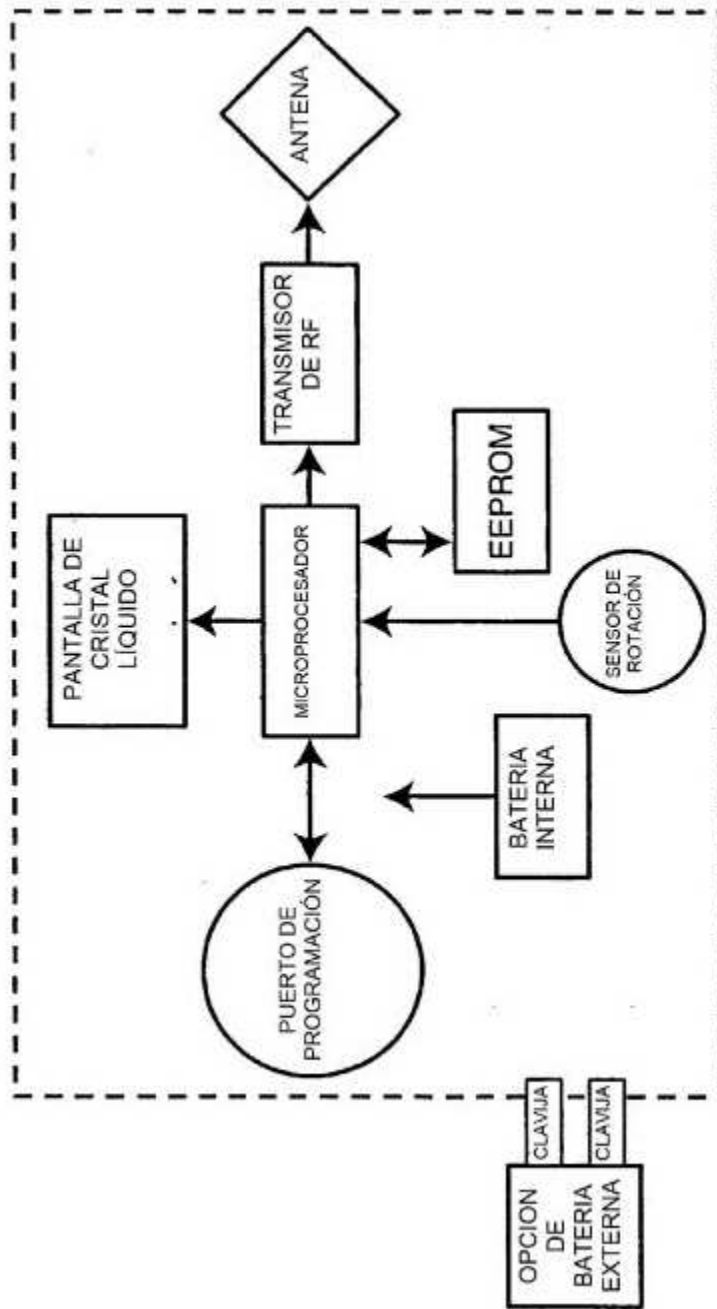 PANTALLA DE
CRISTAL
LÍQUIDO
PUERTO DE
PROGRAMACIÓN
MICROPROCESADOR
TRANSMISOR
DE RF
ANTENA
BATERIA
INTERNA
SENSOR DE
ROTACIÓN
EEPROM
OPCION
DE
BATERIA
EXTERNA
CLAVIJA
CLAVIJA